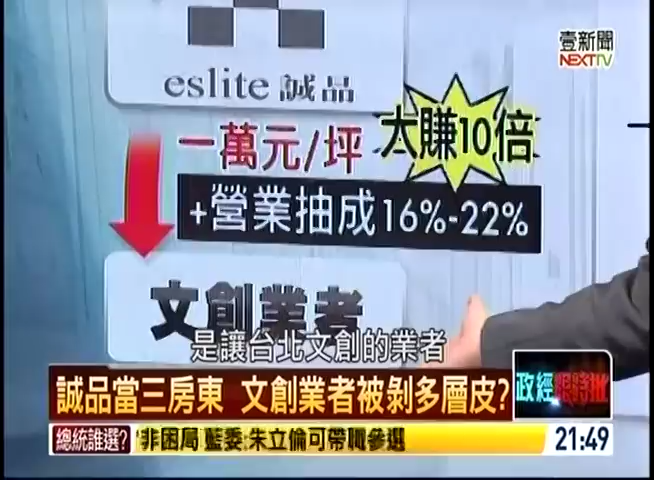 壹新聞
NEXTTV
eslite 誠品
一萬元/坪
大賺10倍
+營業抽成16%-22%
文創業者
是讓台北文創的業者
誠品當三房東 文創業者被剝多層皮?
政經
總統誰選? 非困局 藍委:朱立倫可帶職參選
21:49